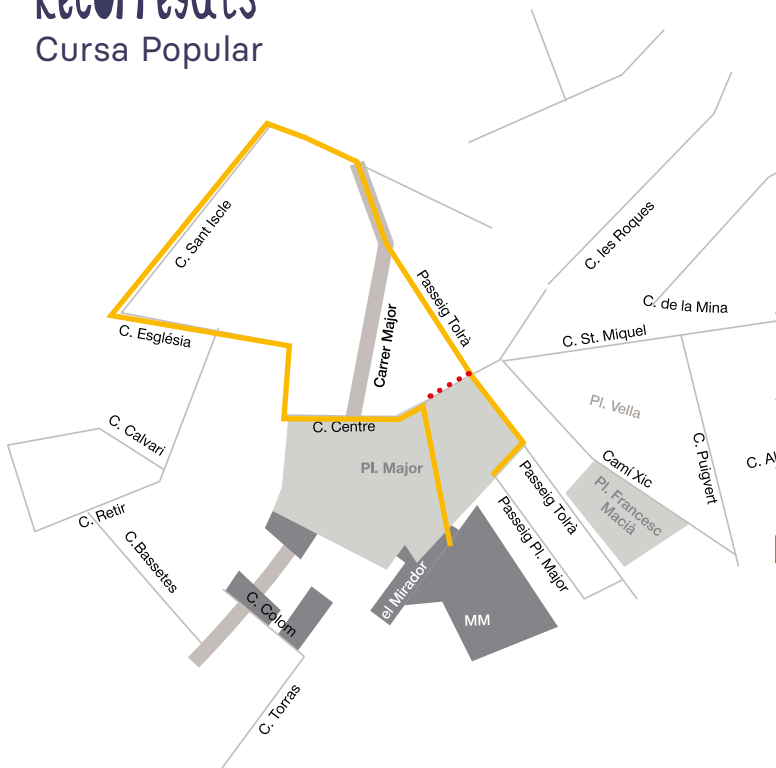 Recorreguts
Cursa Popular
C. Sant Iscle
C. les Roques
C. de la Mina
Passeig Tolrà
C. St. Miquel
C. Església
Carrer Major
Pl. Vella
C. Centre
C. Calvari
Pl. Major
Camí Xic
C. Puigvert
Passeig Tolrà
Pl. Francesc
Macià
C. Retir
Passeig Pl. Major
C.Bassetes
el Mirador
C. Colom
MM
C. Torras